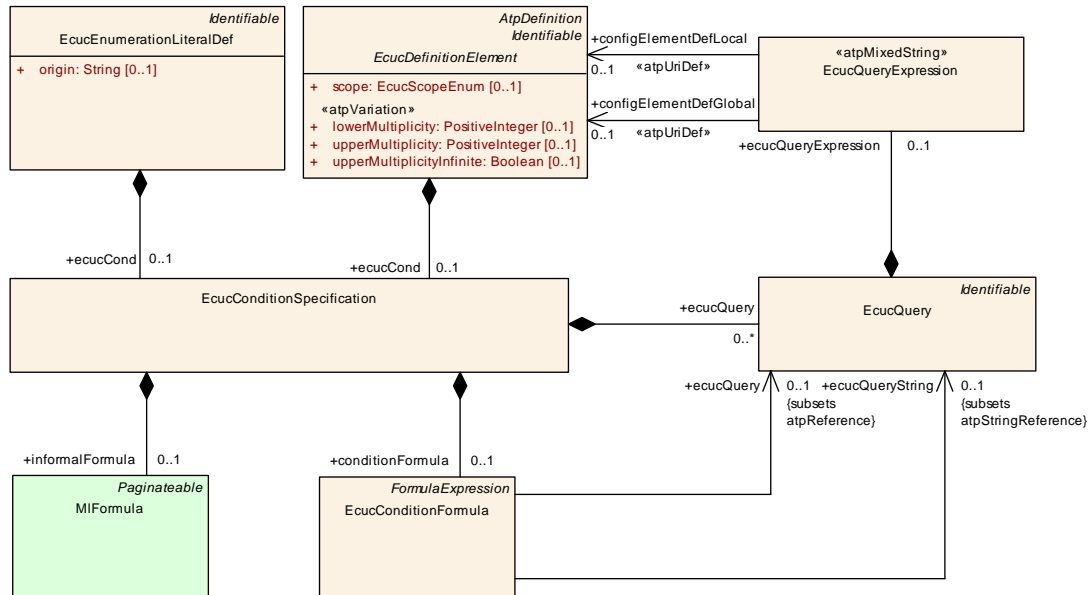 Identifiable
EcucEnumerationLiteralDef
+ origin: String [0..1]
AtpDefinition
Identifiable
EcucDefinitionElement
+ scope: EcucScopeEnum [0..1]
«atpVariation»
+ lowerMultiplicity: PositiveInteger [0..1]
+ upperMultiplicity: PositiveInteger [0..1]
+ upperMultiplicityInfinite: Boolean [0..1]
+configElementDefLocal
0..1 «atpUriDef»
+configElementDefGlobal
0..1 «atpUriDef»
«atpMixedString»
EcucQueryExpression
+ecucQueryExpression 0..1
+ecucCond 0..1
+ecucCond 0..1
EcucConditionSpecification
+ecucQuery
0..*
Identifiable
EcucQuery
+ecucQuery 0..1
{subsets
atpReference}
+ecucQueryString 0..1
{subsets
atpStringReference}
+informalFormula 0..1
+conditionFormula 0..1
Paginateable
MlFormula
FormulaExpression
EcucConditionFormula